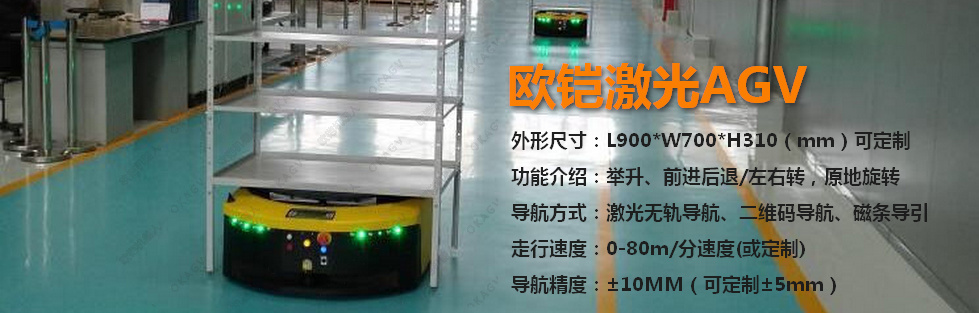 欧铠激光AGV
外形尺寸：L900*W700*H310（mm）可定制
功能介绍：举升、前进后退/左右转，原地旋转
导航方式：激光无轨导航、二维码导航、磁条导引
走行速度：0-80m/分速度(或定制)
导航精度：±10MM（可定制±5mm）